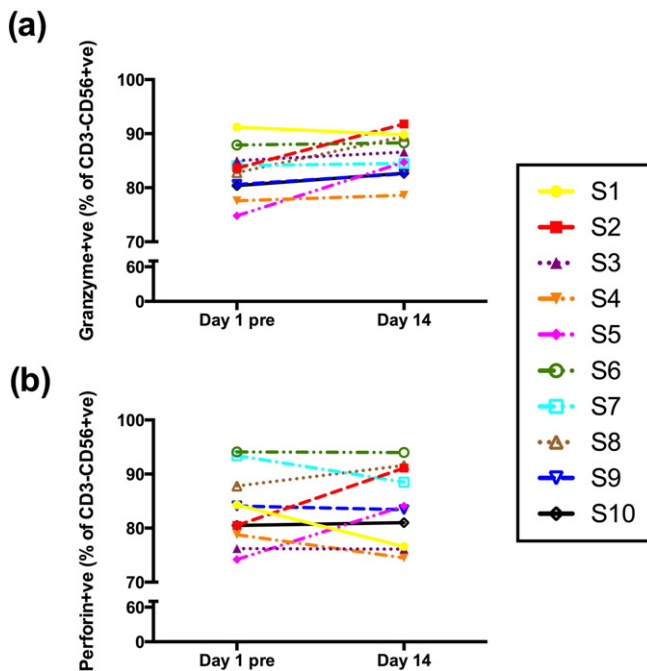 (a)
Granzyme+ve (% of CD3-CD56+ve)
100
90
80
70
60
0
Day 1 pre Day 14
(b)
Perforin+ve (% of CD3-CD56+ve)
100
90
80
70
60
0
Day 1 pre Day 14
S1
S2
S3
S4
S5
S6
S7
S8
S9
S10